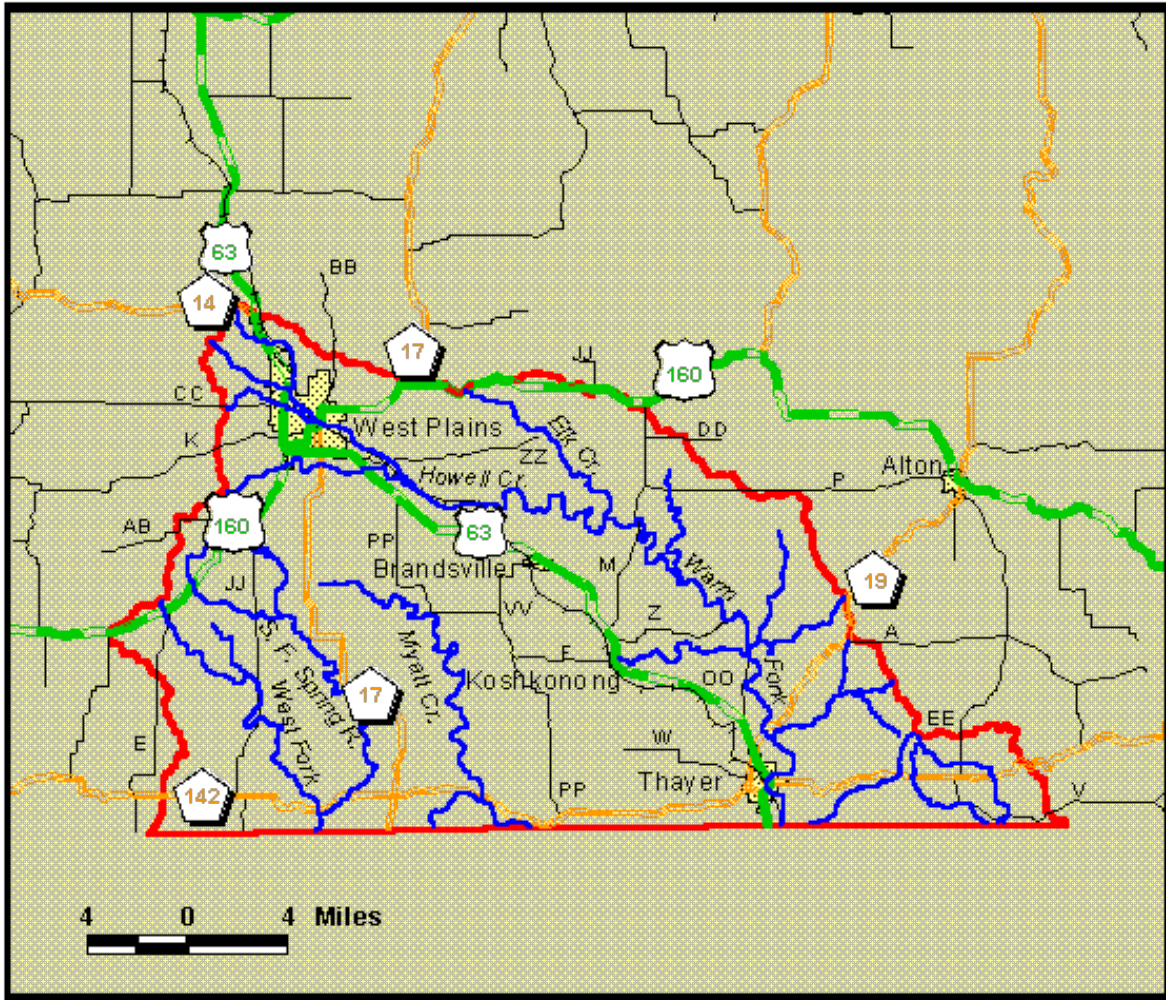 63
BB
14
17
JJ
160
CC
West Plains
Elk Cr.
DD
K
ZZ
Alton
Howell Cr.
P
AB
160
63
PP
Brandsville
M
Warm
19
JJ
VV
Z
S. F. Spring R.
Myatt Cr.
F
A
Koshkonong
OO
Fork
17
West Fork
EE
E
W
Thayer
142
PP
V
4 0 4 Miles